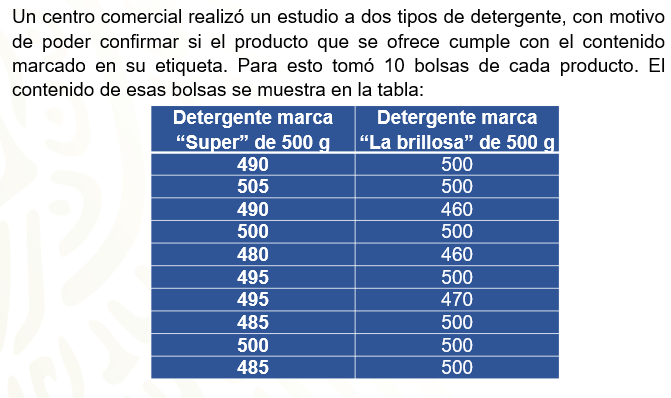 Un centro comercial realizó un estudio a dos tipos de detergente, con motivo
de poder confirmar si el producto que se ofrece cumple con el contenido
marcado en su etiqueta. Para esto tomó 10 bolsas de cada producto. El
contenido de esas bolsas se muestra en la tabla:
Detergente marca Detergente marca
“Super” de 500 g “La brillosa” de 500 g
490 500
505 500
490 460
500 500
480 460
495 500
495 470
485 500
500 500
485 500